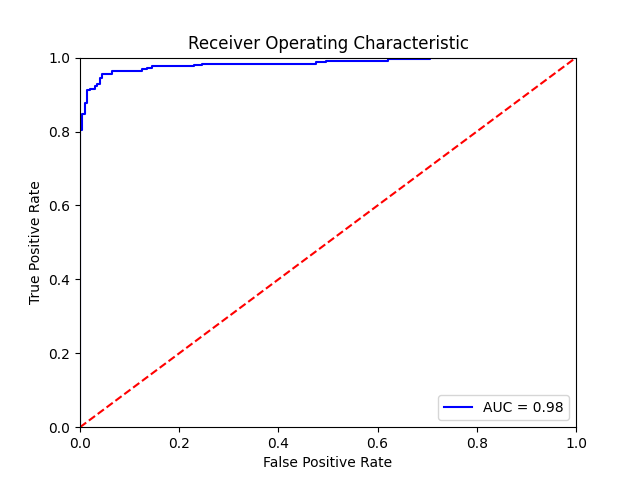 Receiver Operating Characteristic
True Positive Rate
1.0
0.8
0.6
0.4
0.2
0.0
AUC = 0.98
0.0 0.2 0.4 0.6 0.8 1.0
False Positive Rate